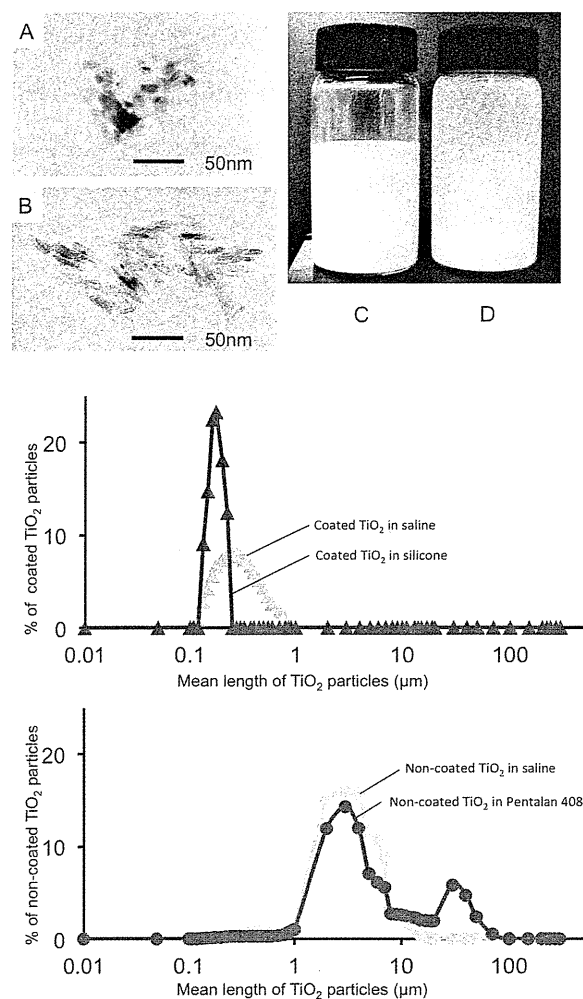 A
50nm
B
50nm
C D
% of coated TiO₂ particles
20
10
0
Coated TiO₂ in saline
Coated TiO₂ in silicone
0.01 0.1 1 10 100
Mean length of TiO₂ particles (μm)
% of non-coated TiO₂ particles
20
10
0
Non-coated TiO₂ in saline
Non-coated TiO₂ in Pentalan 408
0.01 0.1 1 10 100
Mean length of TiO₂ particles (μm)